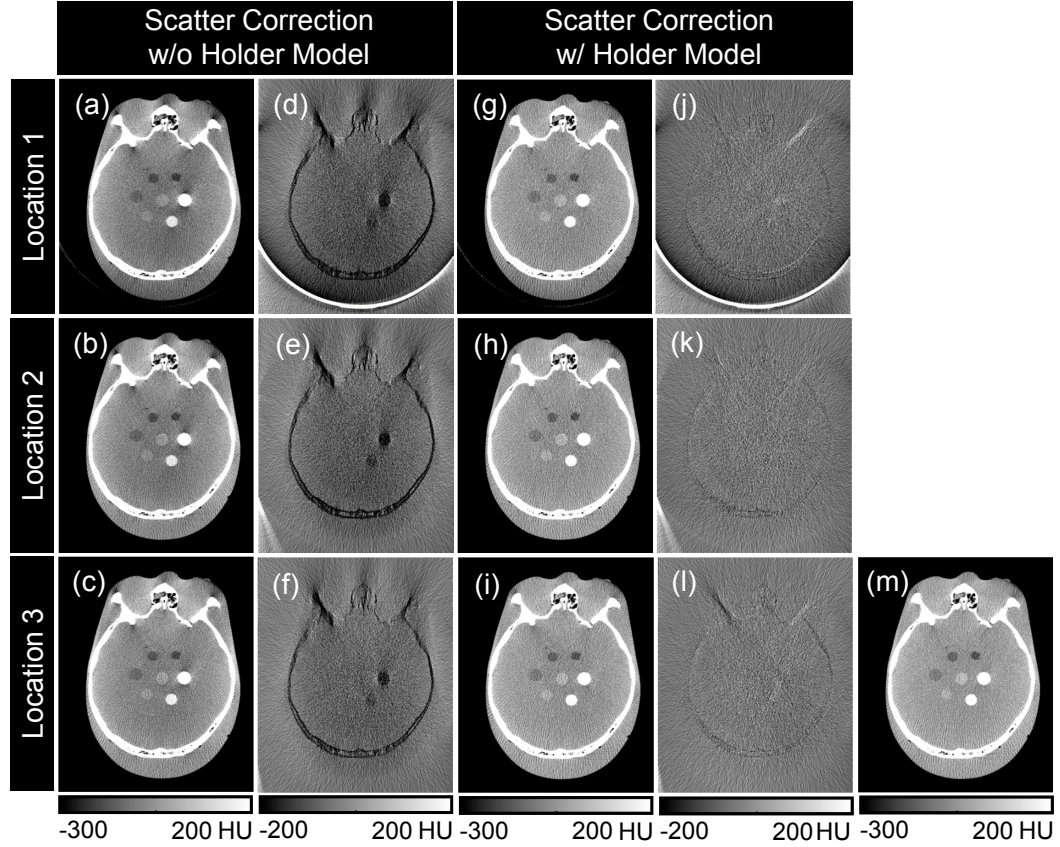 Scatter Correction
w/o Holder Model
Scatter Correction
w/ Holder Model
Location 1
(a)
(d)
(g)
(j)
Location 2
(b)
(e)
(h)
(k)
Location 3
(c)
(f)
(i)
(l)
(m)
-300 200 HU
-200 200 HU
-300 200 HU
-200 200 HU
-300 200 HU